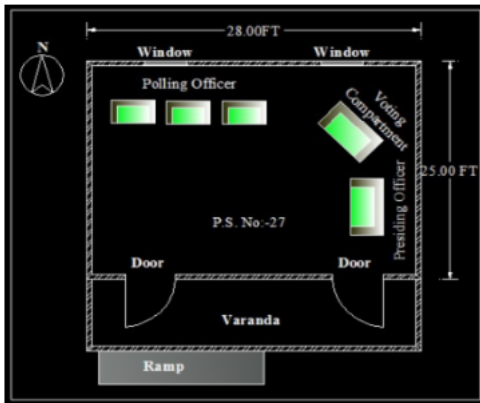 28.00FT
N
Window
Window
Polling Officer
Voting
Compartment
25.00 FT
Presiding Officer
P.S. No:-27
Door
Door
Varanda
Ramp